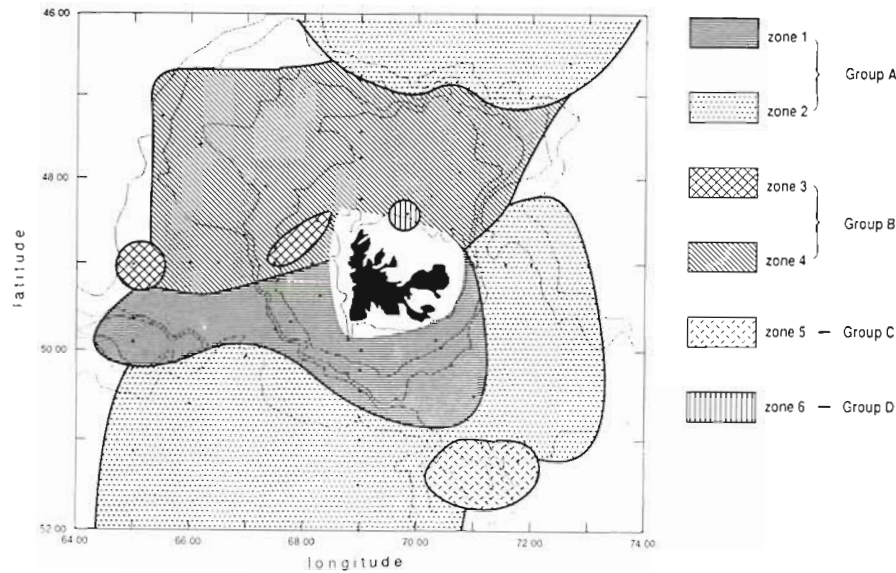 46:00
48:00
50:00
52:00
latitude
64:00
66:00
68:00
70:00
72:00
74:00
longitude
zone 1
zone 2
Group A
zone 3
zone 4
Group B
zone 5 – Group C
zone 6 – Group D